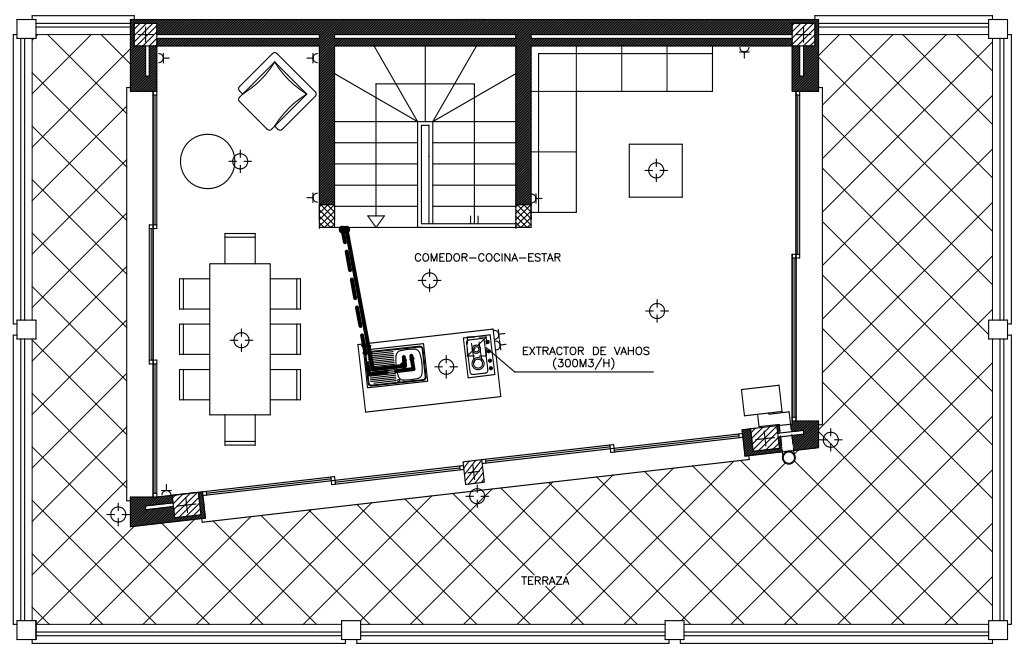 COMEDOR-COCINA-ESTAR
EXTRACTOR DE VAHOS
(300M3/H)
TERRAZA